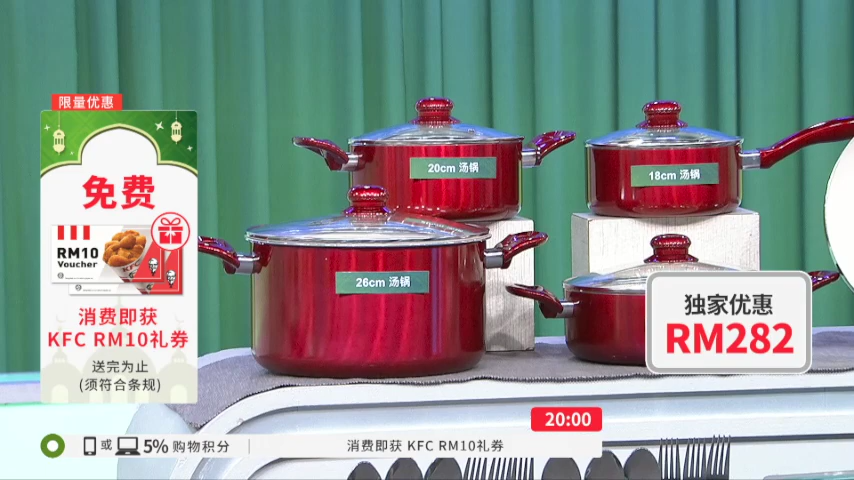 限量优惠
免费
RM10
Voucher
消费即获
KFC RM10礼券
送完为止
(须符合条规)
20cm 汤锅
18cm 汤锅
26cm 汤锅
独家优惠
RM282
20:00
或 5% 购物积分
消费即获 KFC RM10礼券